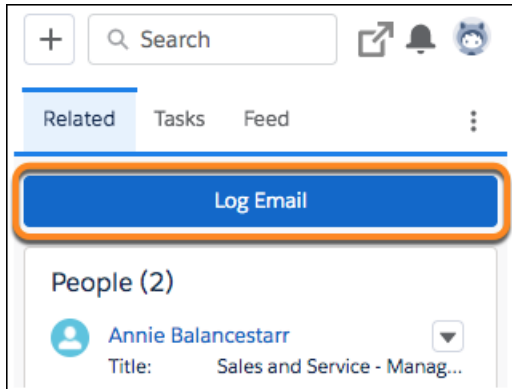 Search
Related Tasks Feed
Log Email
People (2)
Annie Balancestarr
Title: Sales and Service - Manag...